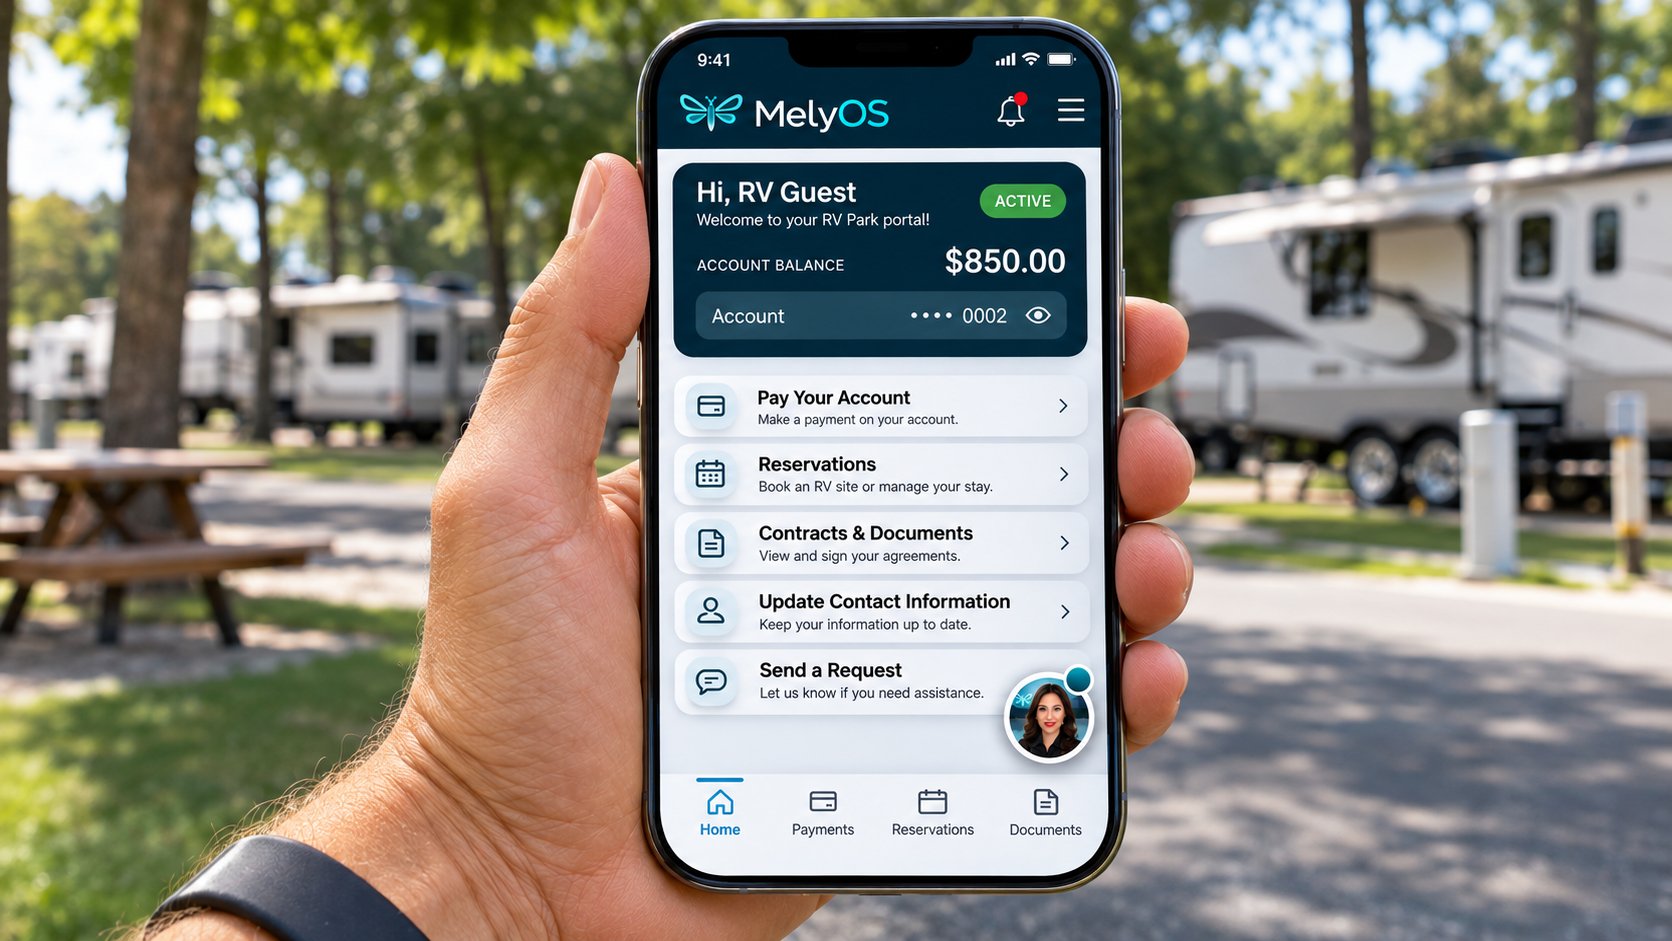 9:41
MelyOS
Hi, RV Guest
ACTIVE
Welcome to your RV Park portal!
ACCOUNT BALANCE
$850.00
Account
•••• 0002
Pay Your Account
Make a payment on your account.
Reservations
Book an RV site or manage your stay.
Contracts & Documents
View and sign your agreements.
Update Contact Information
Keep your information up to date.
Send a Request
Let us know if you need assistance.
Home
Payments
Reservations
Documents